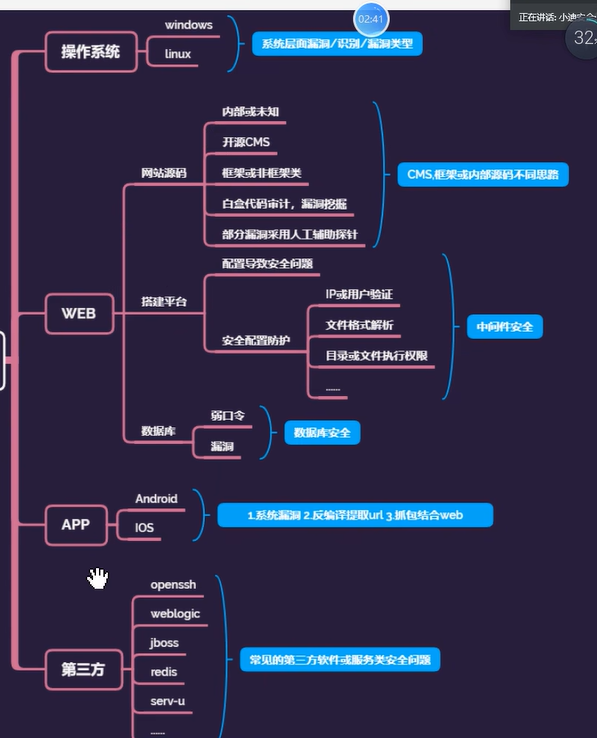 02:41
正在讲话: 小迪安全
32
操作系统
windows
linux
系统层面漏洞/识别/漏洞类型
WEB
网站源码
内部或未知
开源CMS
框架或非框架类
白盒代码审计，漏洞挖掘
部分漏洞采用人工辅助探针
CMS,框架或内部源码不同思路
搭建平台
配置导致安全问题
安全配置防护
IP或用户验证
文件格式解析
目录或文件执行权限
......
中间件安全
数据库
弱口令
漏洞
数据库安全
APP
Android
IOS
1.系统漏洞 2.反编译提取url 3.抓包结合web
第三方
openssh
weblogic
jboss
redis
serv-u
......
常见的第三方软件或服务类安全问题